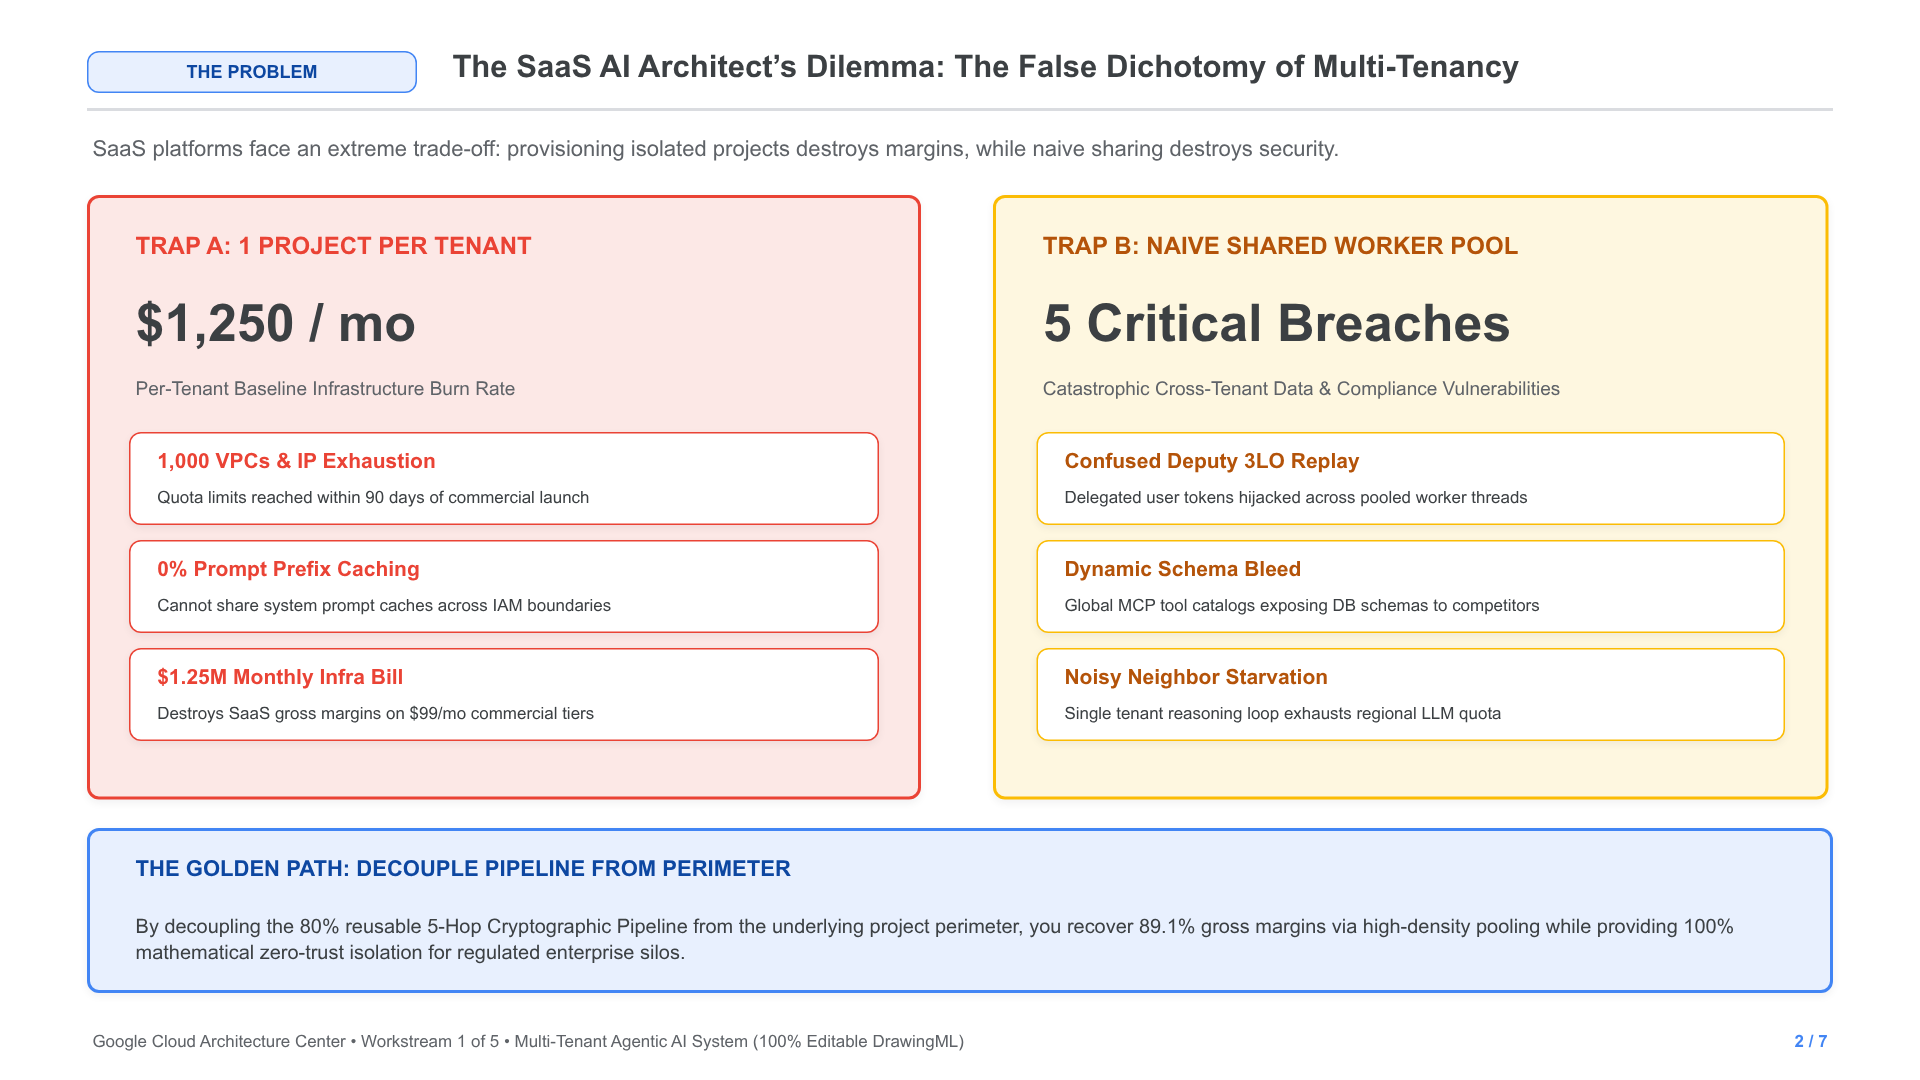 THE PROBLEM
The SaaS AI Architect’s Dilemma: The False Dichotomy of Multi-Tenancy
SaaS platforms face an extreme trade-off: provisioning isolated projects destroys margins, while naive sharing destroys security.
TRAP A: 1 PROJECT PER TENANT
$1,250 / mo
Per-Tenant Baseline Infrastructure Burn Rate
1,000 VPCs & IP Exhaustion
Quota limits reached within 90 days of commercial launch
0% Prompt Prefix Caching
Cannot share system prompt caches across IAM boundaries
$1.25M Monthly Infra Bill
Destroys SaaS gross margins on $99/mo commercial tiers
TRAP B: NAIVE SHARED WORKER POOL
5 Critical Breaches
Catastrophic Cross-Tenant Data & Compliance Vulnerabilities
Confused Deputy 3LO Replay
Delegated user tokens hijacked across pooled worker threads
Dynamic Schema Bleed
Global MCP tool catalogs exposing DB schemas to competitors
Noisy Neighbor Starvation
Single tenant reasoning loop exhausts regional LLM quota
THE GOLDEN PATH: DECOUPLE PIPELINE FROM PERIMETER
By decoupling the 80% reusable 5-Hop Cryptographic Pipeline from the underlying project perimeter, you recover 89.1% gross margins via high-density pooling while providing 100%
mathematical zero-trust isolation for regulated enterprise silos.
Google Cloud Architecture Center • Workstream 1 of 5 • Multi-Tenant Agentic AI System (100% Editable DrawingML)
2 / 7